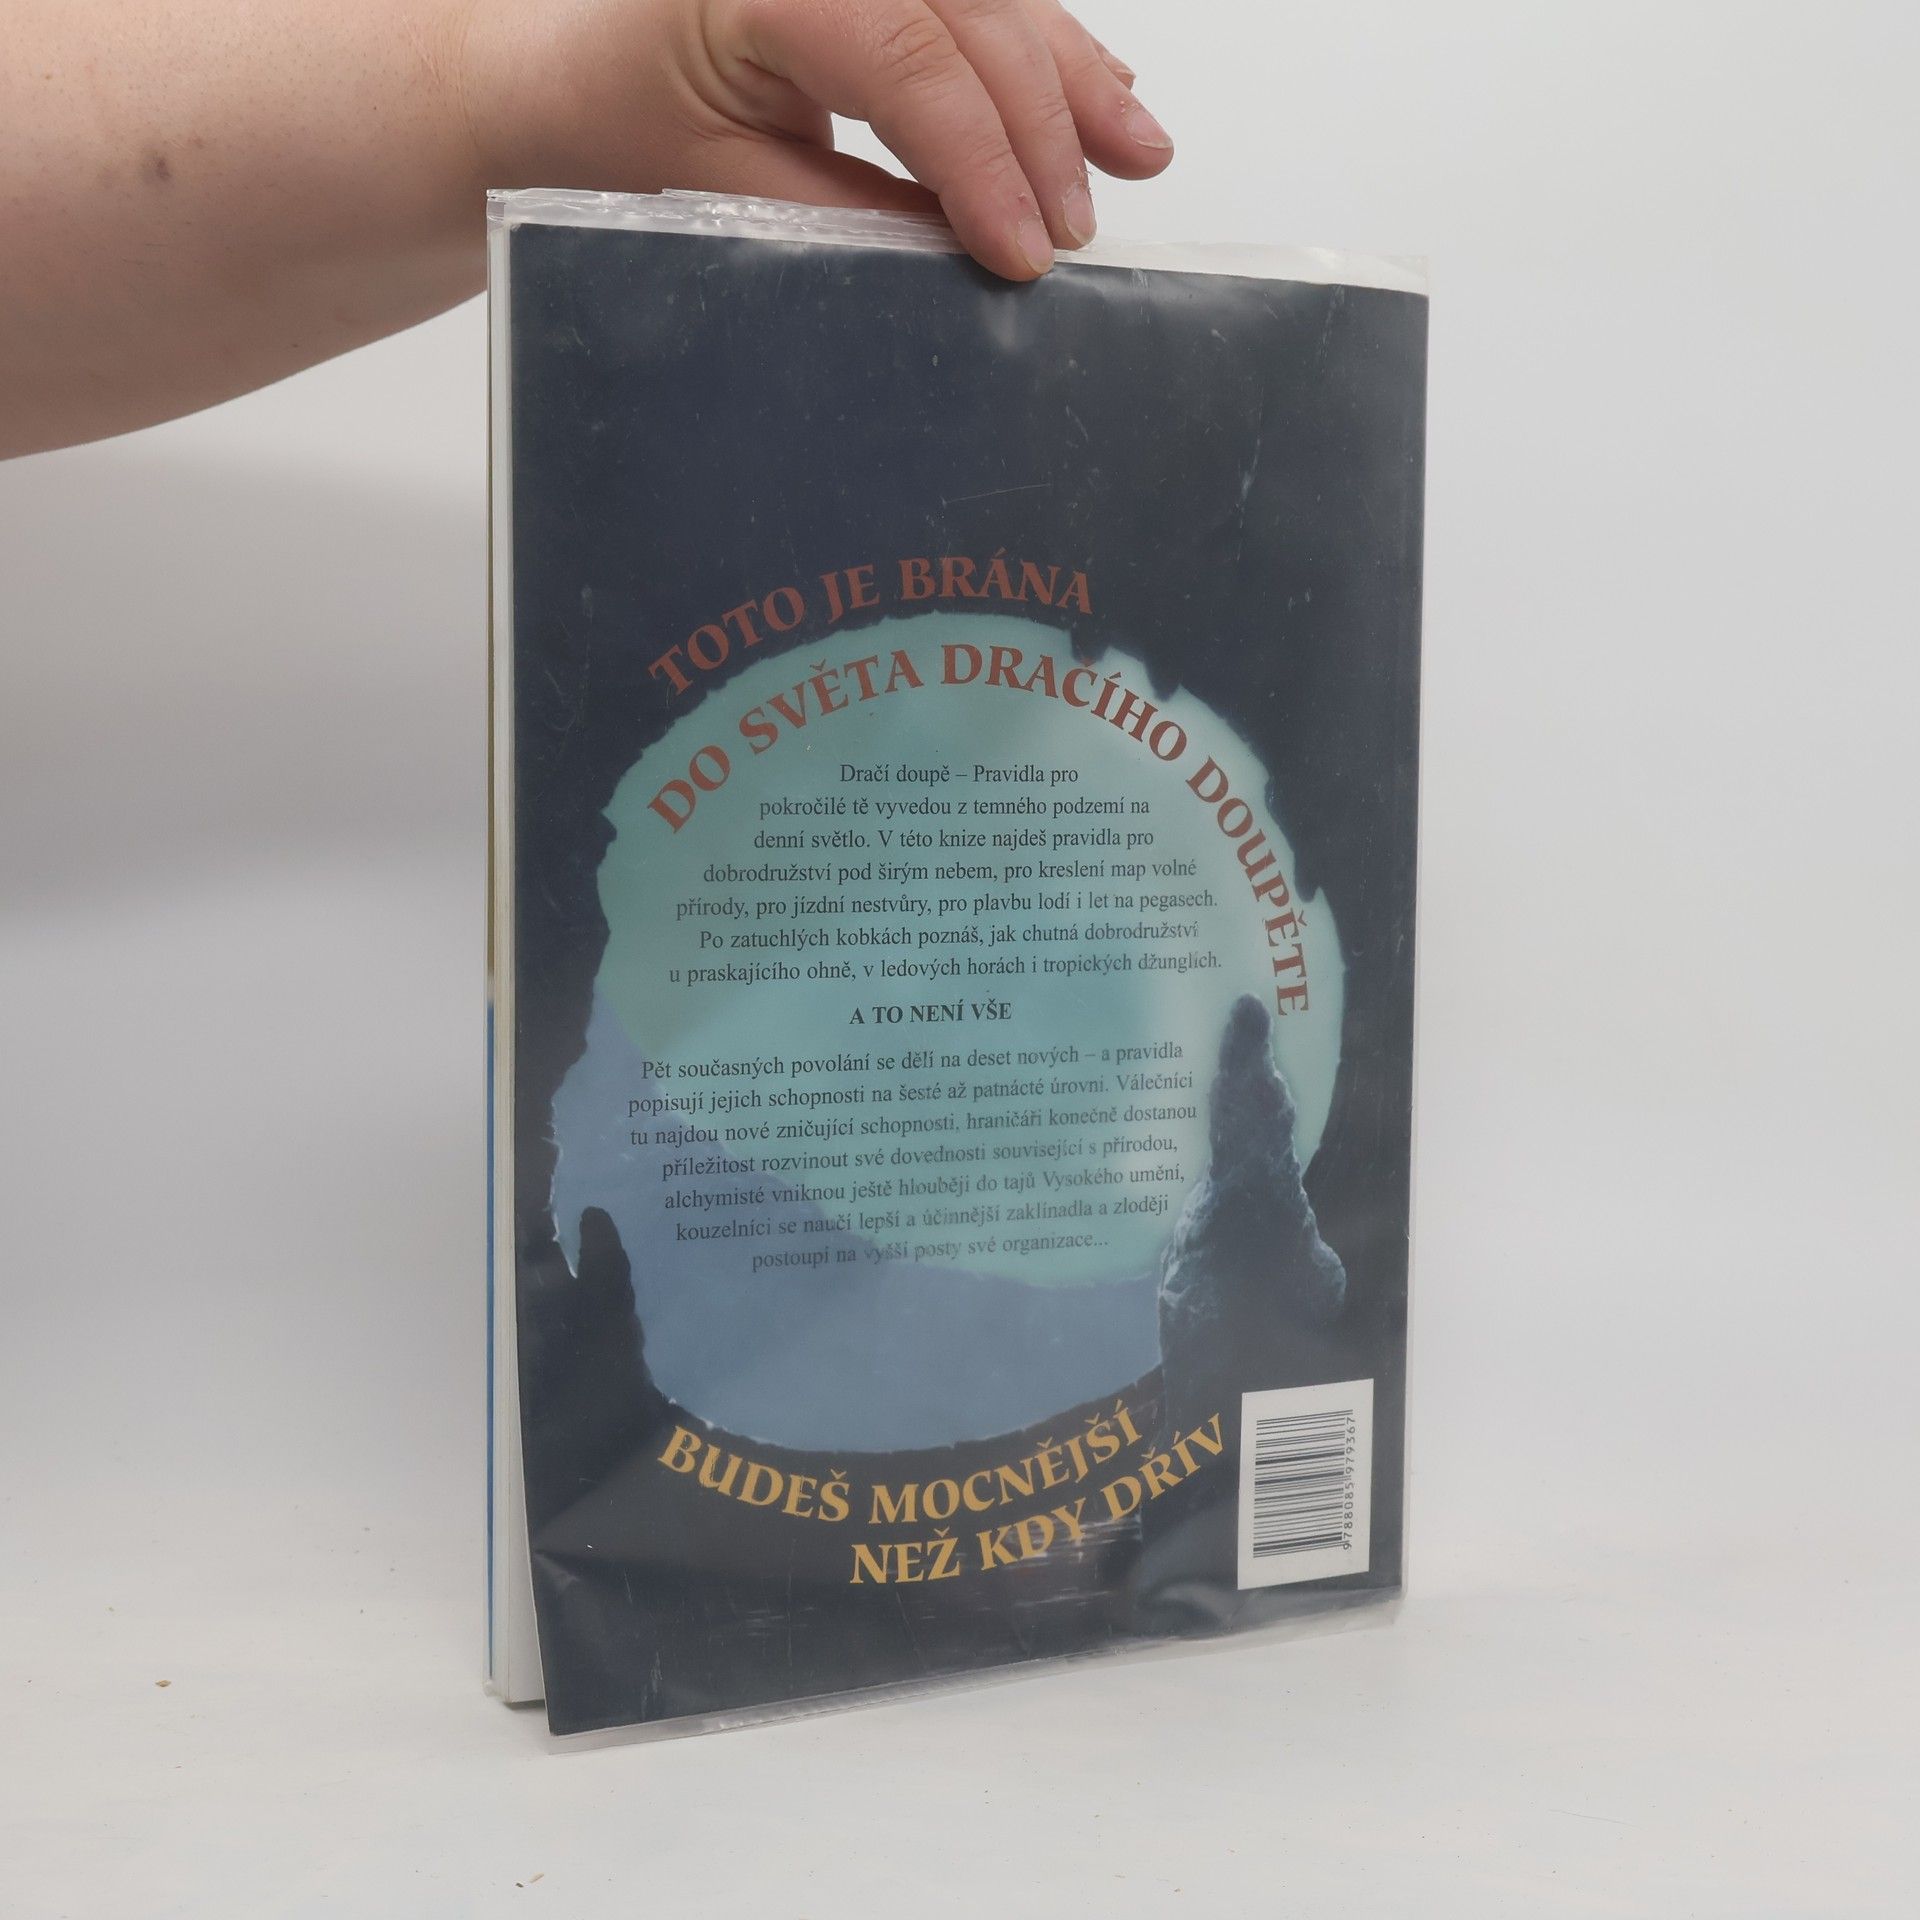 TOTO JE BRÁNA
DO SVĚTA DRAČÍHO DOUPĚTE
Dračí doupě – Pravidla pro
pokročilé tě vyvedou z temného podzemí na
denní světlo. V této knize najdeš pravidla pro
dobrodružství pod širým nebem, pro kreslení map volné
přírody, pro jízdní nestvůry, pro plavbu lodí i let na pegasech.
Po zatuchlých kobkách poznáš, jak chutná dobrodružství
u praskajícího ohně, v ledových horách i tropických džunglích.
A TO NENÍ VŠE
Pět současných povolání se dělí na deset nových – a pravidla
popisují jejich schopnosti na šesté až patnácté úrovni. Válečníci
tu najdou nové zničující schopnosti, hraničáři konečně dostanou
příležitost rozvinout své dovednosti související s přírodou,
alchymisté vniknou ještě hlouběji do tajů Vysokého umění,
kouzelníci se naučí lepší a účinnější zaklínadla a zloději
postoupí na vyšší posty své organizace...
BUDEŠ MOCNĚJŠÍ
NEŽ KDY DŘÍV
9788085979367